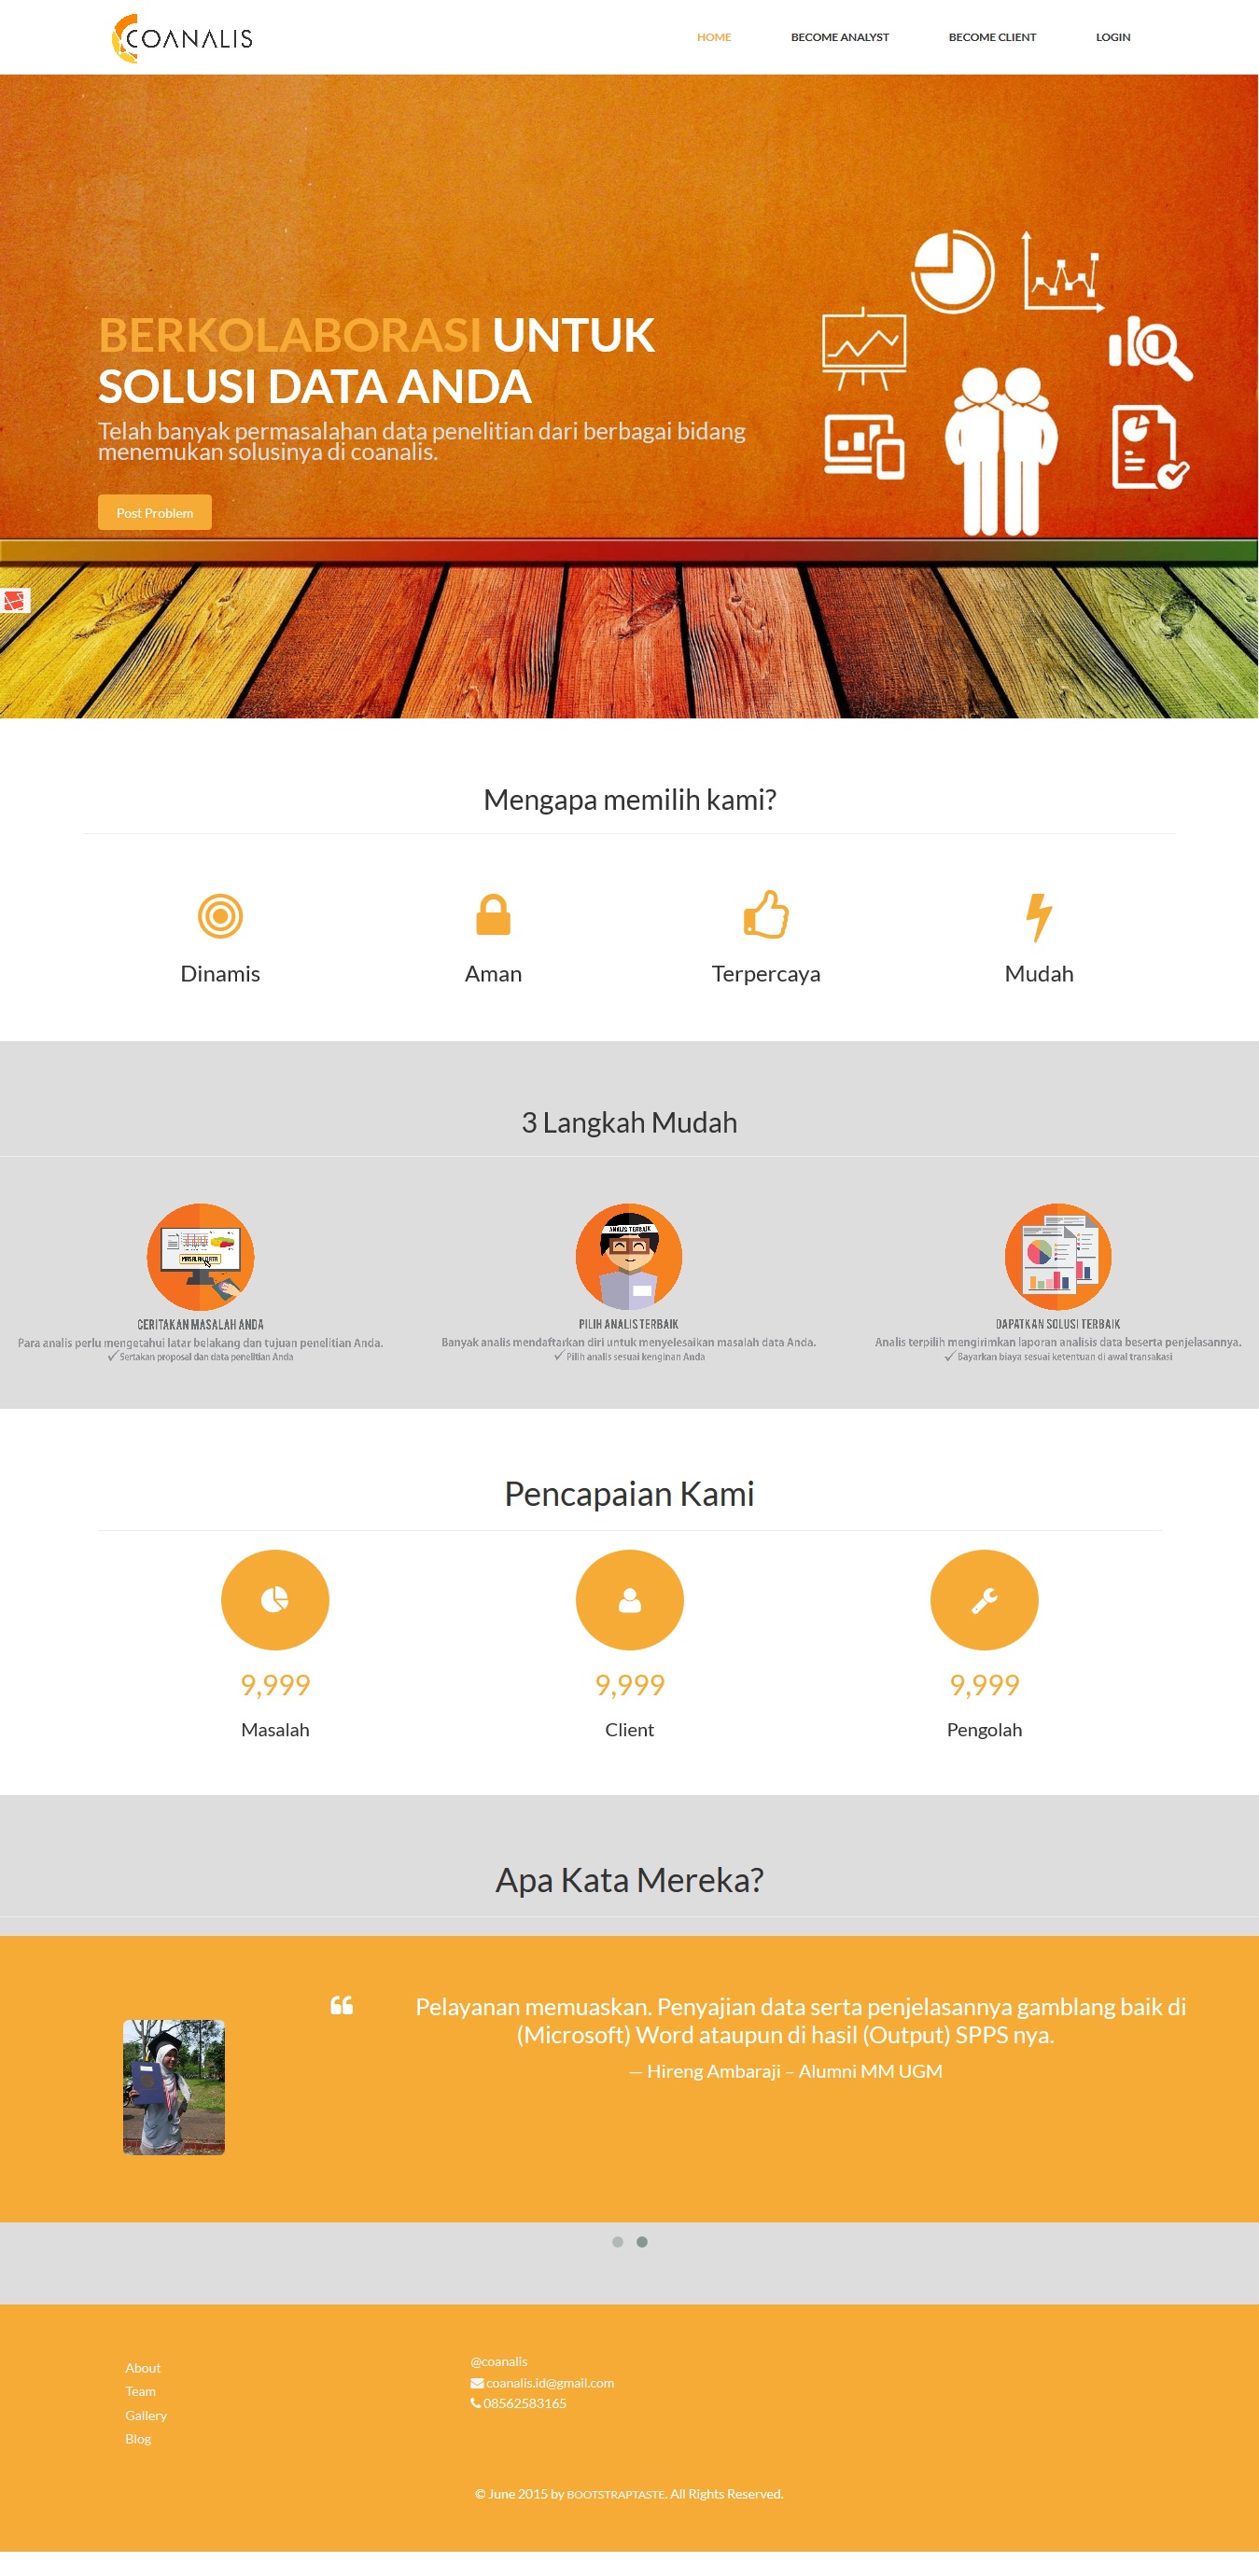 COANALIS
HOME
BECOME ANALYST
BECOME CLIENT
LOGIN
BERKOLABORASI UNTUK
SOLUSI DATA ANDA
Telah banyak permasalahan data penelitian dari berbagai bidang
menemukan solusinya di coanalis.
Post Problem
Mengapa memilih kami?
Dinamis
Aman
Terpercaya
Mudah
3 Langkah Mudah
MASALAH DATA
CERITAKAN MASALAH ANDA
Para analis perlu mengetahui latar belakang dan tujuan penelitian Anda.
Sertakan proposal dan data penelitian Anda
ANALIS TERBAIK
PILIH ANALIS TERBAIK
Banyak analis mendaftarkan diri untuk menyelesaikan masalah data Anda.
Pilih analis sesuai kenginan Anda
DAPATKAN SOLUSI TERBAIK
Analis terpilih mengirimkan laporan analisis data beserta penjelasannya.
Bayarkan biaya sesuai ketentuan di awal transakasi
Pencapaian Kami
9,999
Masalah
9,999
Client
9,999
Pengolah
Apa Kata Mereka?
Pelayanan memuaskan. Penyajian data serta penjelasannya gamblang baik di
(Microsoft) Word ataupun di hasil (Output) SPPS nya.
— Hireng Ambaraji – Alumni MM UGM
About
Team
Gallery
Blog
@coanalis
coanalis.id@gmail.com
08562583165
© June 2015 by BOOTSTRAPTASTE. All Rights Reserved.